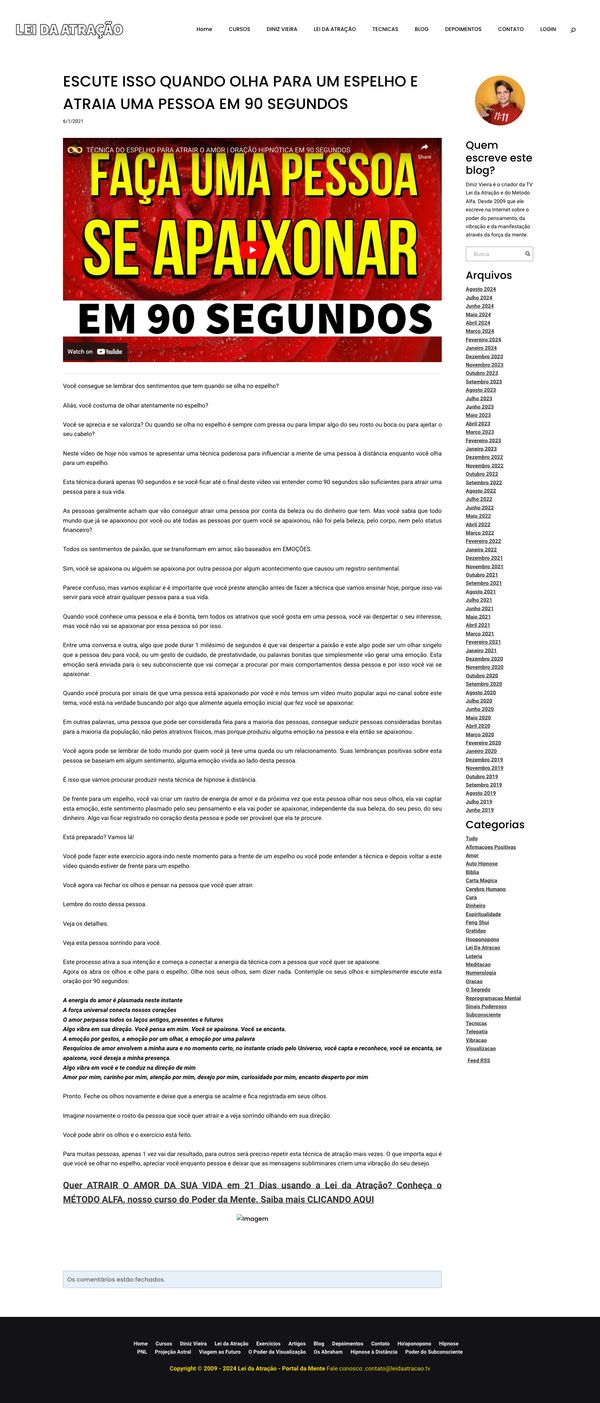 LEI DA ATRAÇÃO
Home CURSOS DINIZ VIEIRA LEI DA ATRAÇÃO TECNICAS BLOG DEPOIMENTOS CONTATO LOGIN
ESCUTE ISSO QUANDO OLHA PARA UM ESPELHO E
ATRAIA UMA PESSOA EM 90 SEGUNDOS
6/7/2021
TÉCNICA DO ESPELHO PARA ATRAIR O AMOR | ORAÇÃO HIPNÓTICA EM 90 SEGUNDOS
Share
FAÇA UMA PESSOA
SE APAIXONAR
EM 90 SEGUNDOS
Watch on YouTube
Você consegue se lembrar dos sentimentos que tem quando se olha no espelho?
Aliás, você costuma de olhar atentamente no espelho?
Você se aprecia e se valoriza? Ou quando se olha no espelho é sempre com pressa ou para limpar algo do seu rosto ou boca ou para ajeitar o
seu cabelo?
Neste vídeo de hoje nós vamos te apresentar uma técnica poderosa para influenciar a mente de uma pessoa à distância enquanto você olha
para um espelho.
Esta técnica durará apenas 90 segundos e se você ficar até o final deste vídeo vai entender como 90 segundos são suficientes para atrair uma
pessoa para a sua vida.
As pessoas geralmente acham que vão conseguir atrair uma pessoa por conta da beleza ou do dinheiro que tem. Mas você sabia que todo
mundo que já se apaixonou por você ou até todas as pessoas por quem você se apaixonou, não foi pela beleza, pelo corpo, nem pelo status
financeiro?
Todos os sentimentos de paixão, que se transformam em amor, são baseados em EMOÇÕES.
Sim, você se apaixona ou alguém se apaixona por outra pessoa por algum acontecimento que causou um registro sentimental.
Parece confuso, mas vamos explicar e é importante que você preste atenção antes de fazer a técnica que vamos ensinar hoje, porque isso vai
servir para você atrair qualquer pessoa para a sua vida.
Quando você conhece uma pessoa e ela é bonita, tem todos os atrativos que você gosta em uma pessoa, você vai despertar o seu interesse,
mas você não vai se apaixonar por essa pessoa só por isso.
Entre uma conversa e outra, algo que pode durar 1 milésimo de segundos é que vai despertar a paixão e este algo pode ser um olhar singelo
que a pessoa deu para você, ou um gesto de cuidado, de prestatividade, ou palavras bonitas que simplesmente vão gerar uma emoção. Esta
emoção será enviada para o seu subconsciente que vai começar a procurar por mais comportamentos dessa pessoa e por isso você vai se
apaixonar.
Quando você procura por sinais de que uma pessoa está apaixonado por você e nós temos um vídeo muito popular aqui no canal sobre este
tema, você está na verdade buscando por algo que alimente aquela emoção inicial que fez você se apaixonar.
Em outras palavras, uma pessoa que pode ser considerada feia para a maioria das pessoas, consegue seduzir pessoas consideradas bonitas
para a maioria da população, não pelos atrativos físicos, mas porque produziu alguma emoção na pessoa e ela então se apaixonou.
Você agora pode se lembrar de todo mundo por quem você já teve uma queda ou um relacionamento. Suas lembranças positivas sobre esta
pessoa se baseiam em algum sentimento, alguma emoção vivida ao lado desta pessoa.
É isso que vamos procurar produzir nesta técnica de hipnose à distância.
De frente para um espelho, você vai criar um rastro de energia de amor e da próxima vez que esta pessoa olhar nos seus olhos, ela vai captar
esta emoção, este sentimento plasmado pelo seu pensamento e ela vai poder se apaixonar, independente da sua beleza, do seu peso, do seu
dinheiro. Algo vai ficar registrado no coração desta pessoa e pode ser provável que ela te procure.
Está preparado? Vamos lá!
Você pode fazer este exercício agora indo neste momento para a frente de um espelho ou você pode entender a técnica e depois voltar a este
vídeo quando estiver de frente para um espelho.
Você agora vai fechar os olhos e pensar na pessoa que você quer atrair.
Lembre do rosto dessa pessoa.
Veja os detalhes.
Veja esta pessoa sorrindo para você.
Este processo ativa a sua intenção e começa a conectar a energia da técnica com a pessoa que você quer se apaixone.
Agora os abra os olhos e olhe para o espelho. Olhe nos seus olhos, sem dizer nada. Contemple os seus olhos e simplesmente escute esta
oração por 90 segundos:
A energia do amor é plasmada neste instante
A força universal conecta nossos corações
O amor perpassa todos os laços antigos, presentes e futuros
Algo vibra em sua direção. Você pensa em mim. Você se apaixona. Você se encanta.
A emoção por gestos, a emoção por um olhar, a emoção por uma palavra
Resquícios de amor envolvem a minha aura e no momento certo, no instante criado pelo Universo, você capta e reconhece, você se encanta, se
apaixona, você deseja a minha presença.
Algo vibra em você e te conduz na direção de mim
Amor por mim, carinho por mim, atenção por mim, desejo por mim, curiosidade por mim, encanto desperto por mim
Pronto. Feche os olhos novamente e deixe que a energia se acalme e fica registrada em seus olhos.
Imagine novamente o rosto da pessoa que você quer atrair e a veja sorrindo olhando em sua direção.
Você pode abrir os olhos e o exercício está feito.
Para muitas pessoas, apenas 1 vez vai dar resultado, para outros será preciso repetir esta técnica de atração mais vezes. O que importa aqui é
que você se olhar no espelho, apreciar você enquanto pessoe e deixar que as mensagens subliminares criem uma vibração do seu desejo.
Quer ATRAIR O AMOR DA SUA VIDA em 21 Dias usando a Lei da Atração? Conheça o
MÉTODO ALFA, nosso curso do Poder da Mente. Saiba mais CLICANDO AQUI
Imagem
Os comentários estão fechados.
11:11
Quem
escreve este
blog?
Diniz Vieira é o criador da TV
Lei da Atração e do Método
Alfa. Desde 2009 que ele
escreve na Internet sobre o
poder do pensamento, da
vibração e da manifestação
através da força da mente.
Busca
Arquivos
Agosto 2024
Julho 2024
Junho 2024
Maio 2024
Abril 2024
Março 2024
Fevereiro 2024
Janeiro 2024
Dezembro 2023
Novembro 2023
Outubro 2023
Setembro 2023
Agosto 2023
Julho 2023
Junho 2023
Maio 2023
Abril 2023
Março 2023
Fevereiro 2023
Janeiro 2023
Dezembro 2022
Novembro 2022
Outubro 2022
Setembro 2022
Agosto 2022
Julho 2022
Junho 2022
Maio 2022
Abril 2022
Março 2022
Fevereiro 2022
Janeiro 2022
Dezembro 2021
Novembro 2021
Outubro 2021
Setembro 2021
Agosto 2021
Julho 2021
Junho 2021
Maio 2021
Abril 2021
Março 2021
Fevereiro 2021
Janeiro 2021
Dezembro 2020
Novembro 2020
Outubro 2020
Setembro 2020
Agosto 2020
Julho 2020
Junho 2020
Maio 2020
Abril 2020
Março 2020
Fevereiro 2020
Janeiro 2020
Dezembro 2019
Novembro 2019
Outubro 2019
Setembro 2019
Agosto 2019
Julho 2019
Junho 2019
Categorias
Tudo
Afirmacoes Positivas
Amor
Auto Hipnose
Biblia
Carta Magica
Cerebro Humano
Cura
Dinheiro
Espiritualidade
Feng Shui
Gratidao
Hooponopono
Lei Da Atracao
Loteria
Meditacao
Numerologia
Oracao
O Segredo
Reprogramacao Mental
Sinais Poderosos
Subconsciente
Tecnicas
Telepatia
Vibracao
Visualizacao
Feed RSS
Home Cursos Diniz Vieira Lei da Atração Exercícios Artigos Blog Depoimentos Contato Ho'oponopono Hipnose
PNL Projeção Astral Viagem ao Futuro O Poder da Visualização Os Abraham Hipnose à Distância Poder do Subconsciente
Copyright © 2009 - 2024 Lei da Atração - Portal da Mente Fale conosco: contato@leidaatracao.tv